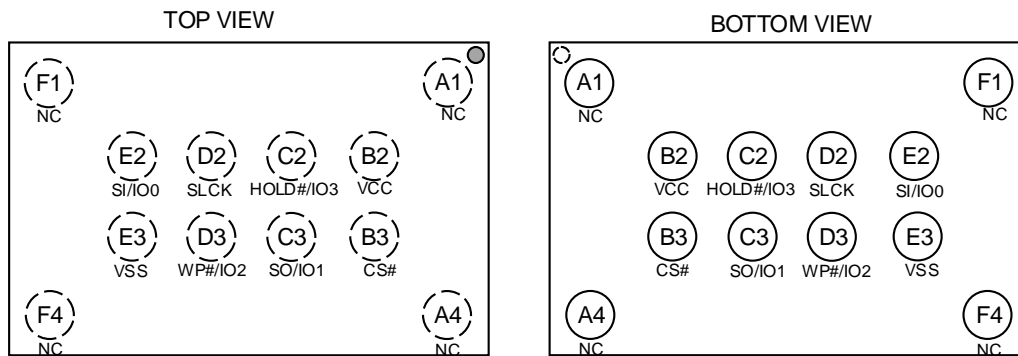 TOP VIEW
F1 A1
NC NC
E2 D2 C2 B2
SI/IO0 SLCK HOLD#/IO3 VCC
E3 D3 C3 B3
VSS WP#/IO2 SO/IO1 CS#
F4 A4
NC NC
BOTTOM VIEW
A1 F1
NC NC
B2 C2 D2 E2
VCC HOLD#/IO3 SLCK SI/IO0
B3 C3 D3 E3
CS# SO/IO1 WP#/IO2 VSS
A4 F4
NC NC